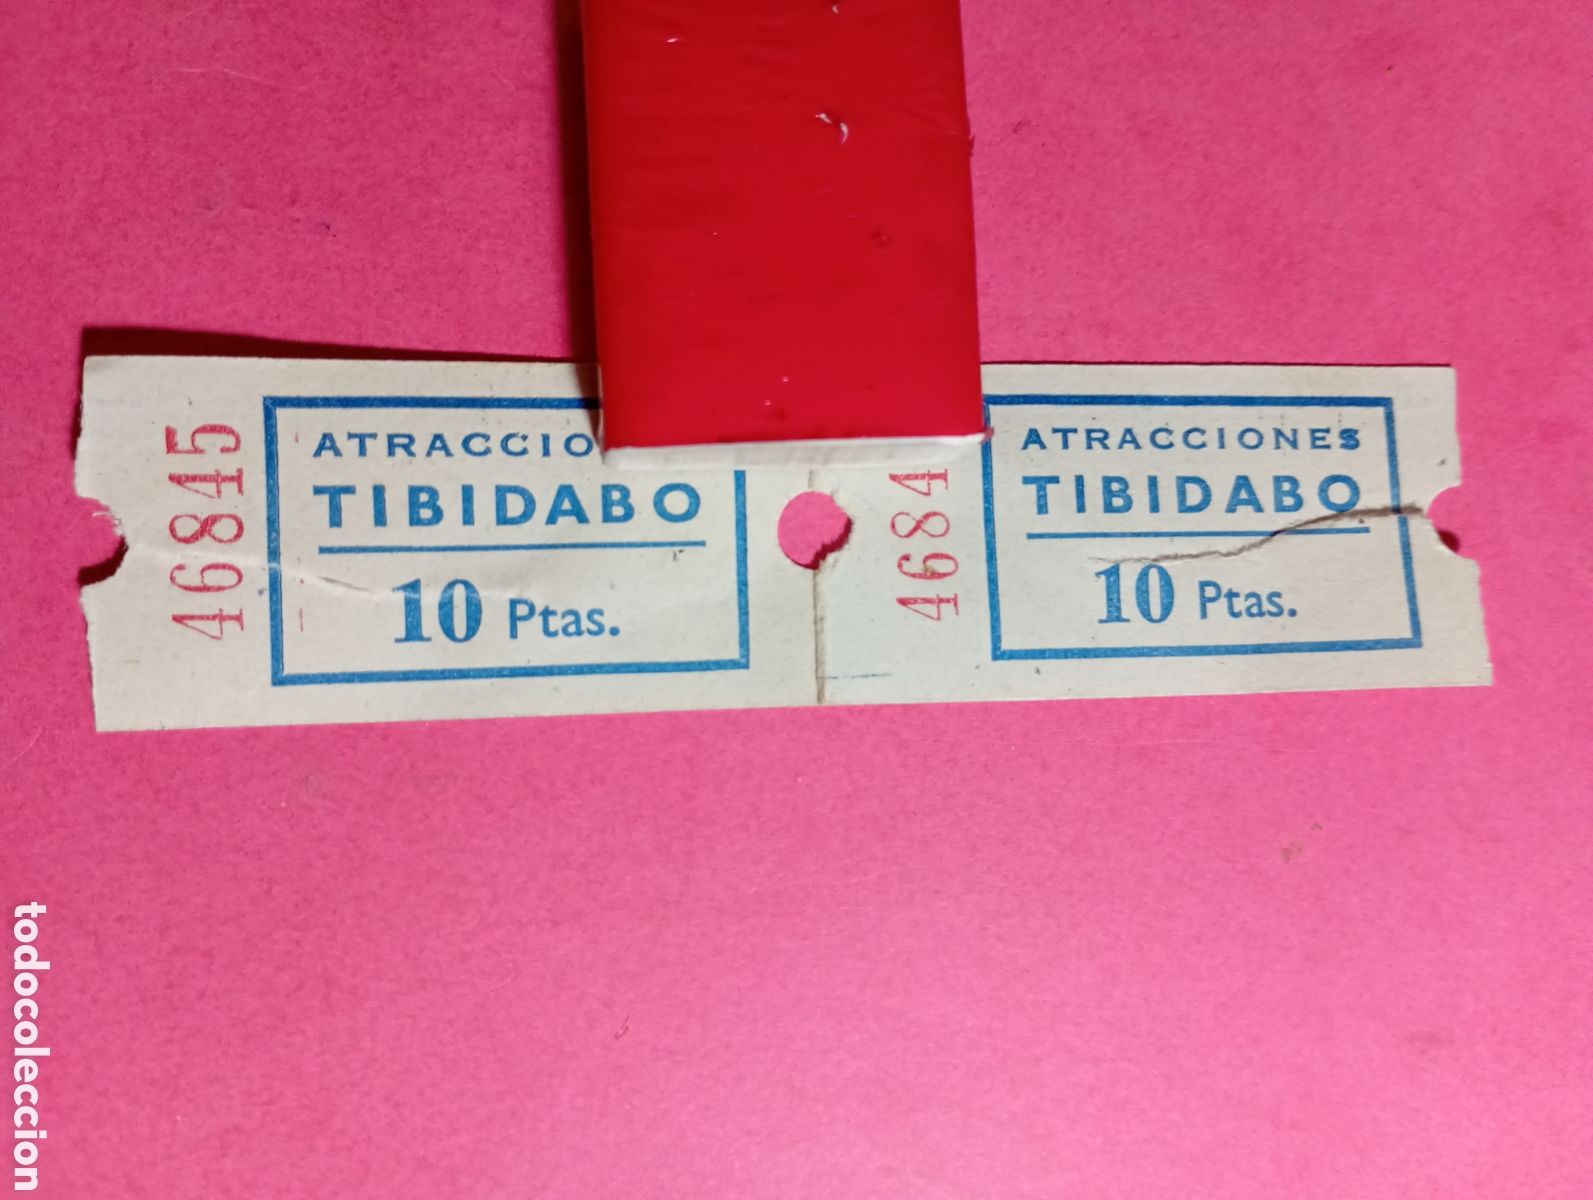 46845
ATRACCIO
TIBIDABO
10 Ptas.
4684
ATRACCIONES
TIBIDABO
10 Ptas.
todocoleccion